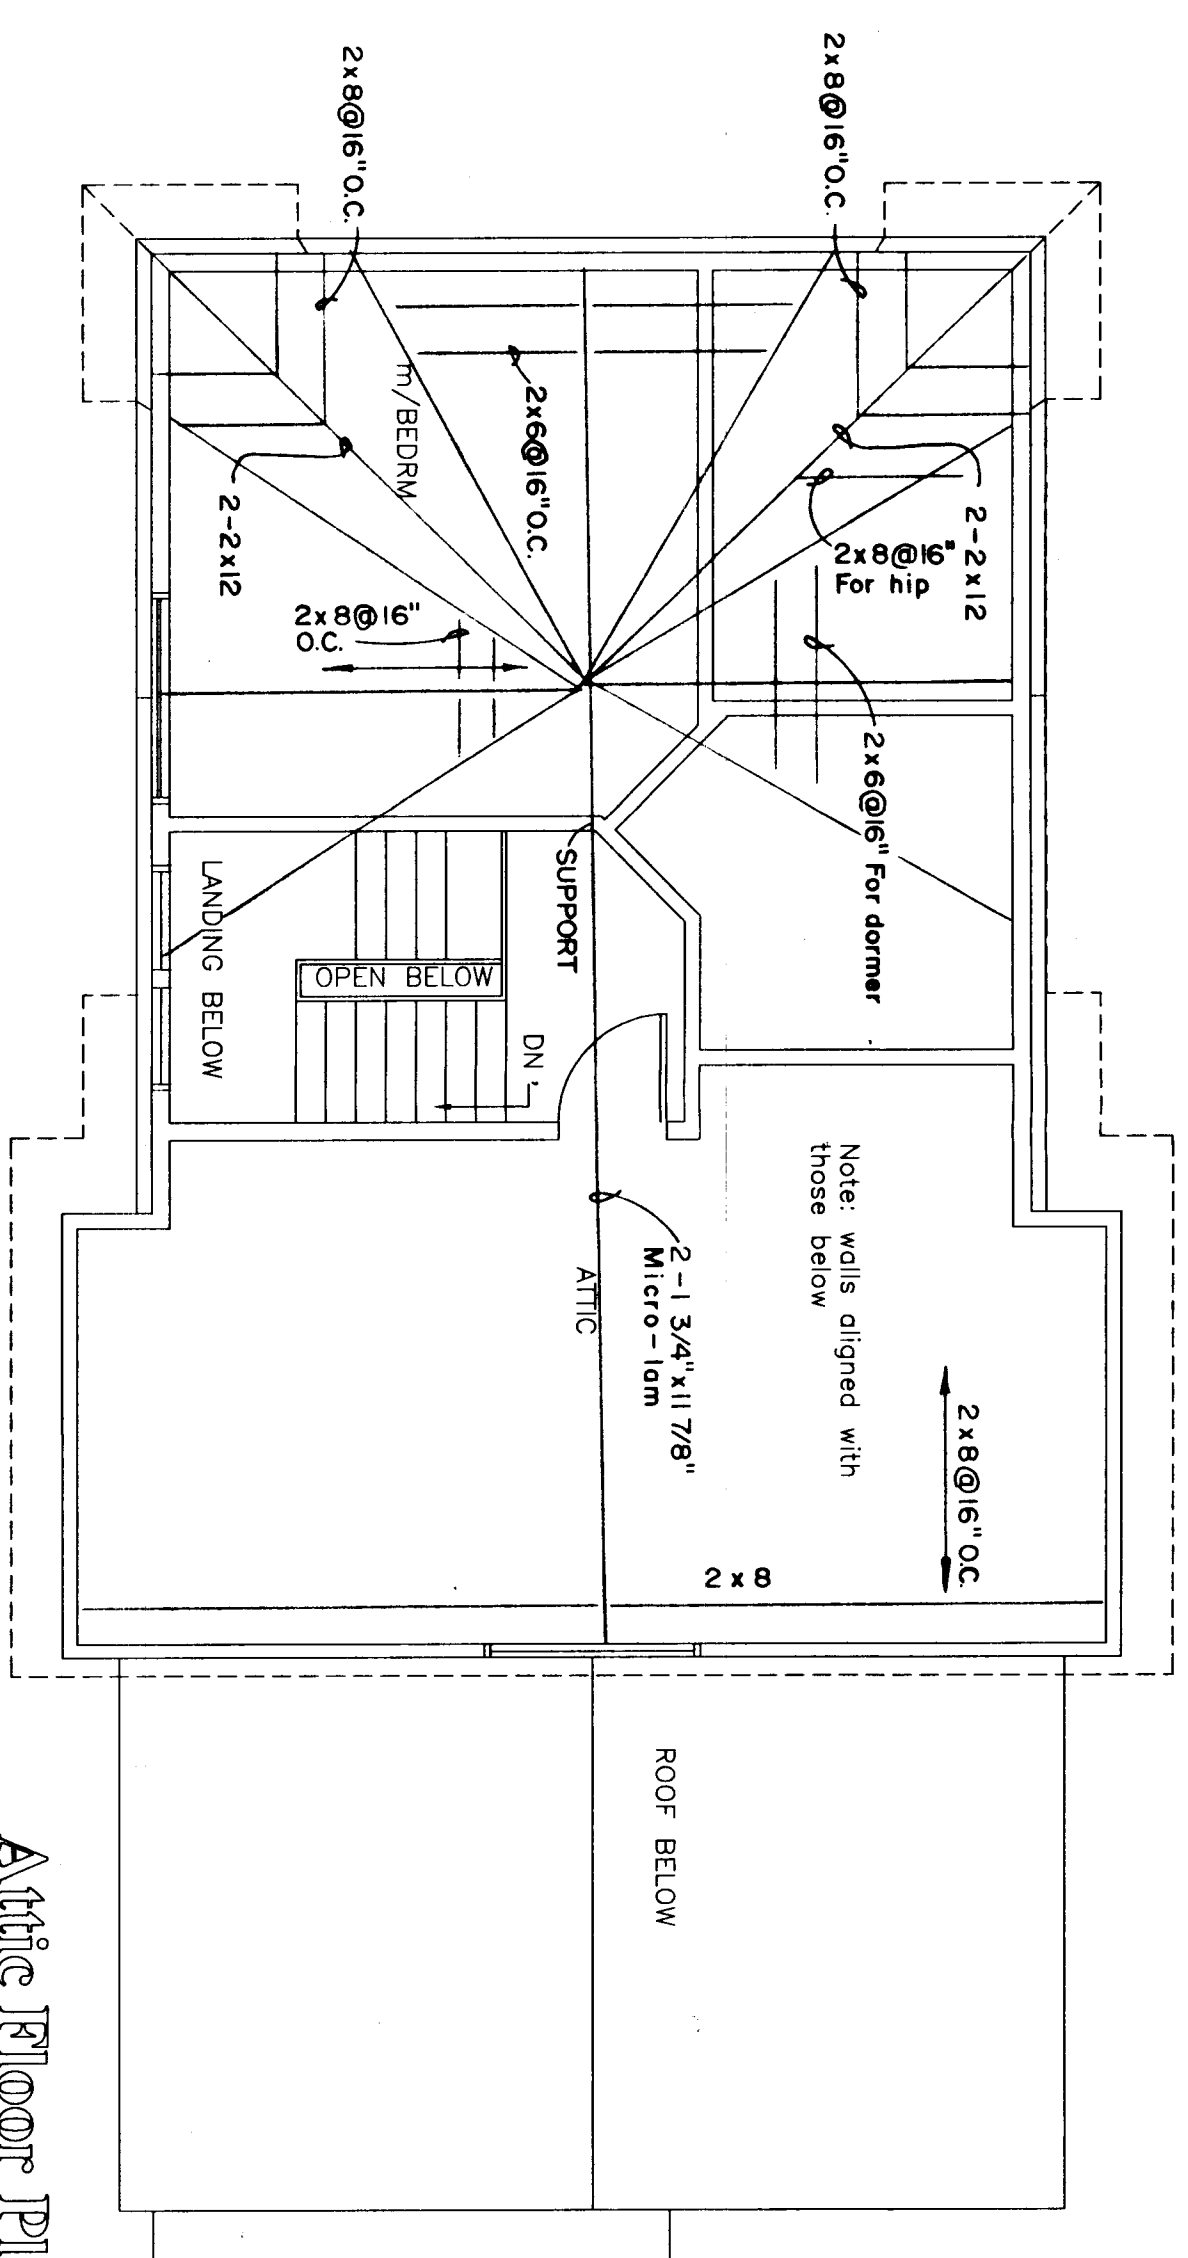 2x8@16"O.C.
2x8@16"O.C.
m/BEDRM
2x6@16"O.C.
2-2x12
2-2x12
2x8@16"
For hip
2x8@16"
O.C.
2x6@16" For dormer
SUPPORT
LANDING BELOW
OPEN BELOW
DN
Note: walls aligned with
those below
2-1 3/4"x11 7/8"
Micro-lam
ATTIC
2x8@16"O.C.
2x8
ROOF BELOW
Attic Floor Pl